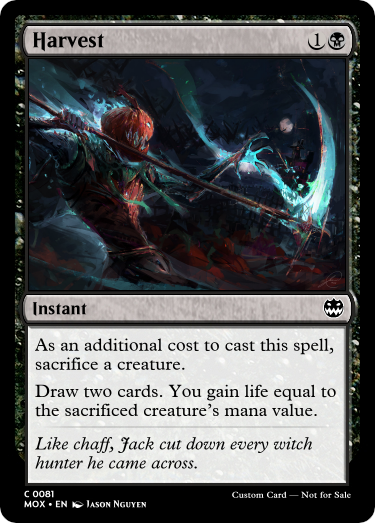 Harvest 1
Instant
As an additional cost to cast this spell,
sacrifice a creature.
Draw two cards. You gain life equal to
the sacrificed creature's mana value.
Like chaff, Jack cut down every witch
hunter he came across.
C 0081
MOX • EN Jason Nguyen
Custom Card — Not for Sale